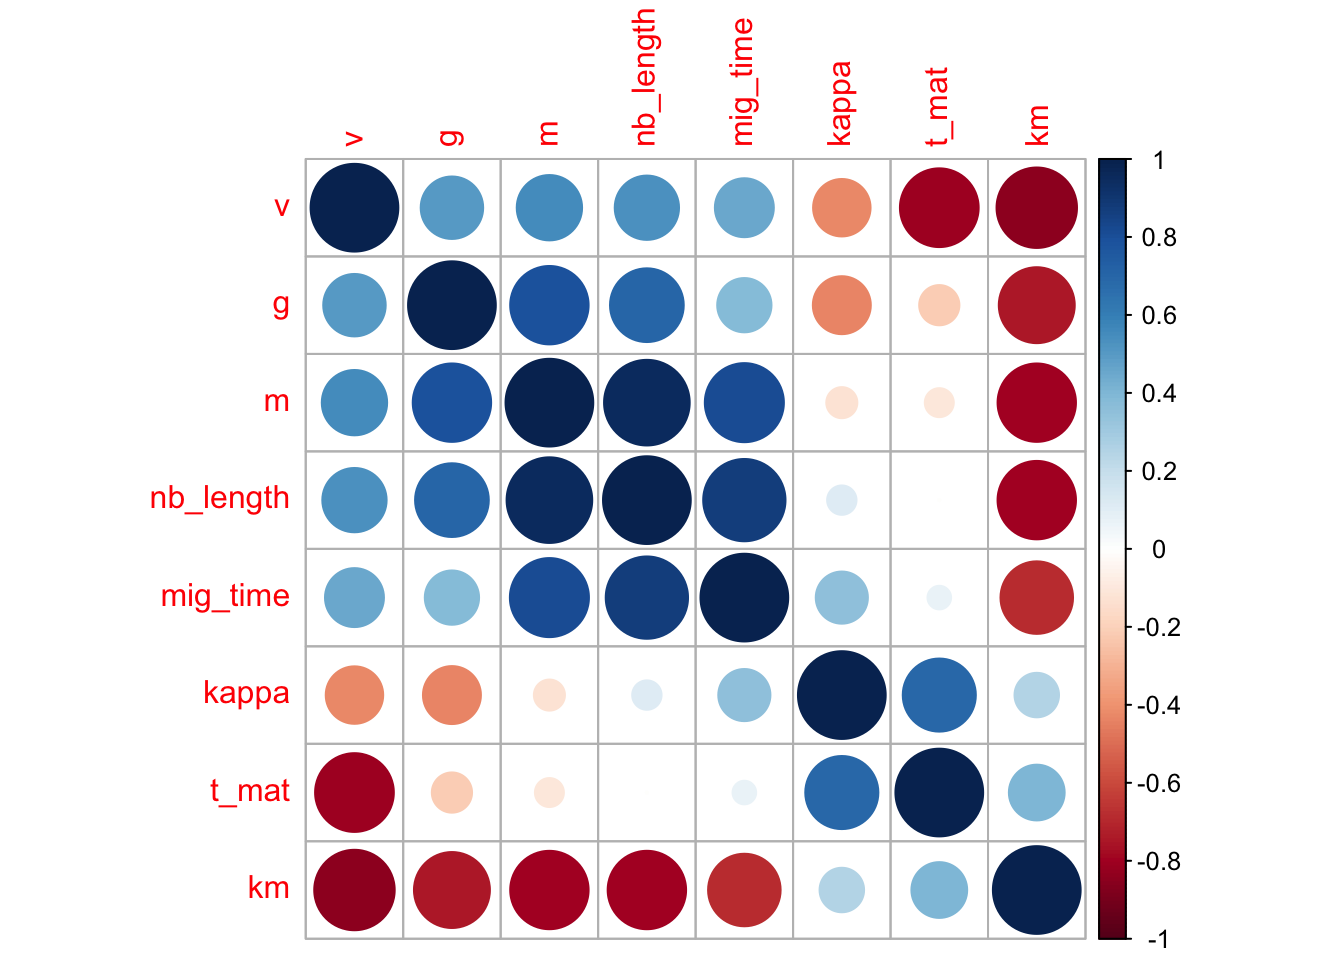 v
g
m
nb_length
mig_time
kappa
t_mat
km
v
g
m
nb_length
mig_time
kappa
t_mat
km
1
0.8
0.6
0.4
0.2
0
-0.2
-0.4
-0.6
-0.8
-1